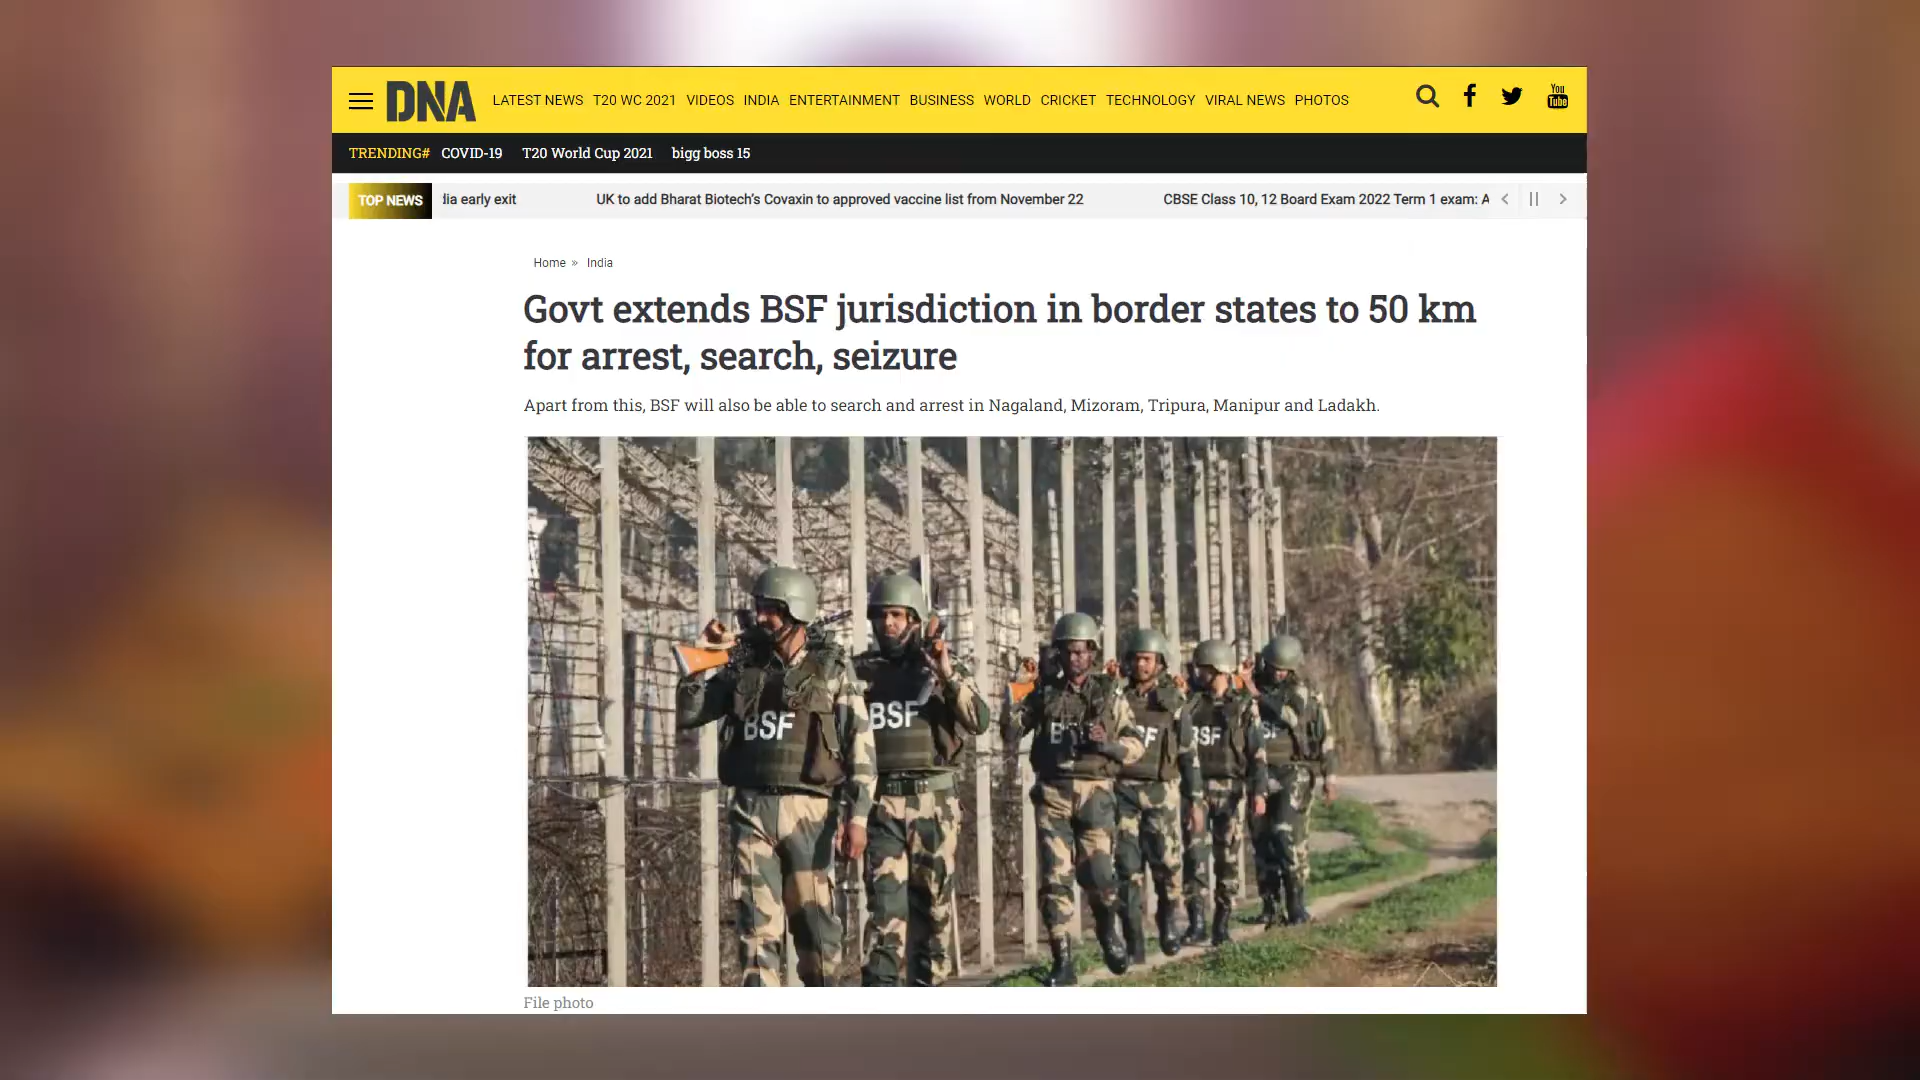 DNA LATEST NEWS T20 WC 2021 VIDEOS INDIA ENTERTAINMENT BUSINESS WORLD CRICKET TECHNOLOGY VIRAL NEWS PHOTOS You Tube
TRENDING# COVID-19 T20 World Cup 2021 bigg boss 15
TOP NEWS dia early exit UK to add Bharat Biotech's Covaxin to approved vaccine list from November 22 CBSE Class 10, 12 Board Exam 2022 Term 1 exam: A
Home » India
Govt extends BSF jurisdiction in border states to 50 km
for arrest, search, seizure
Apart from this, BSF will also be able to search and arrest in Nagaland, Mizoram, Tripura, Manipur and Ladakh.
BSF BSF BSF
File photo